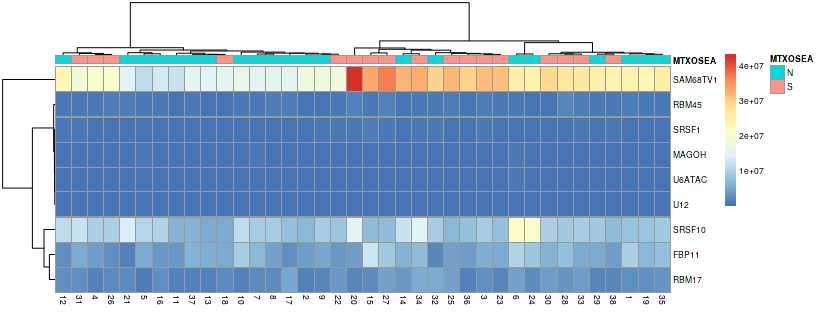 MTXOSEA
SAM68TV1
RBM45
SRSF1
MAGOH
U6ATAC
U12
SRSF10
FBP11
RBM17
4e+07
3e+07
2e+07
1e+07
MTXOSEA
N
S
12 31 4 26 21 5 16 11 37 13 18 10 7 8 17 2 9 22 20 15 27 14 34 32 25 36 3 23 6 24 30 28 33 29 38 1 19 35